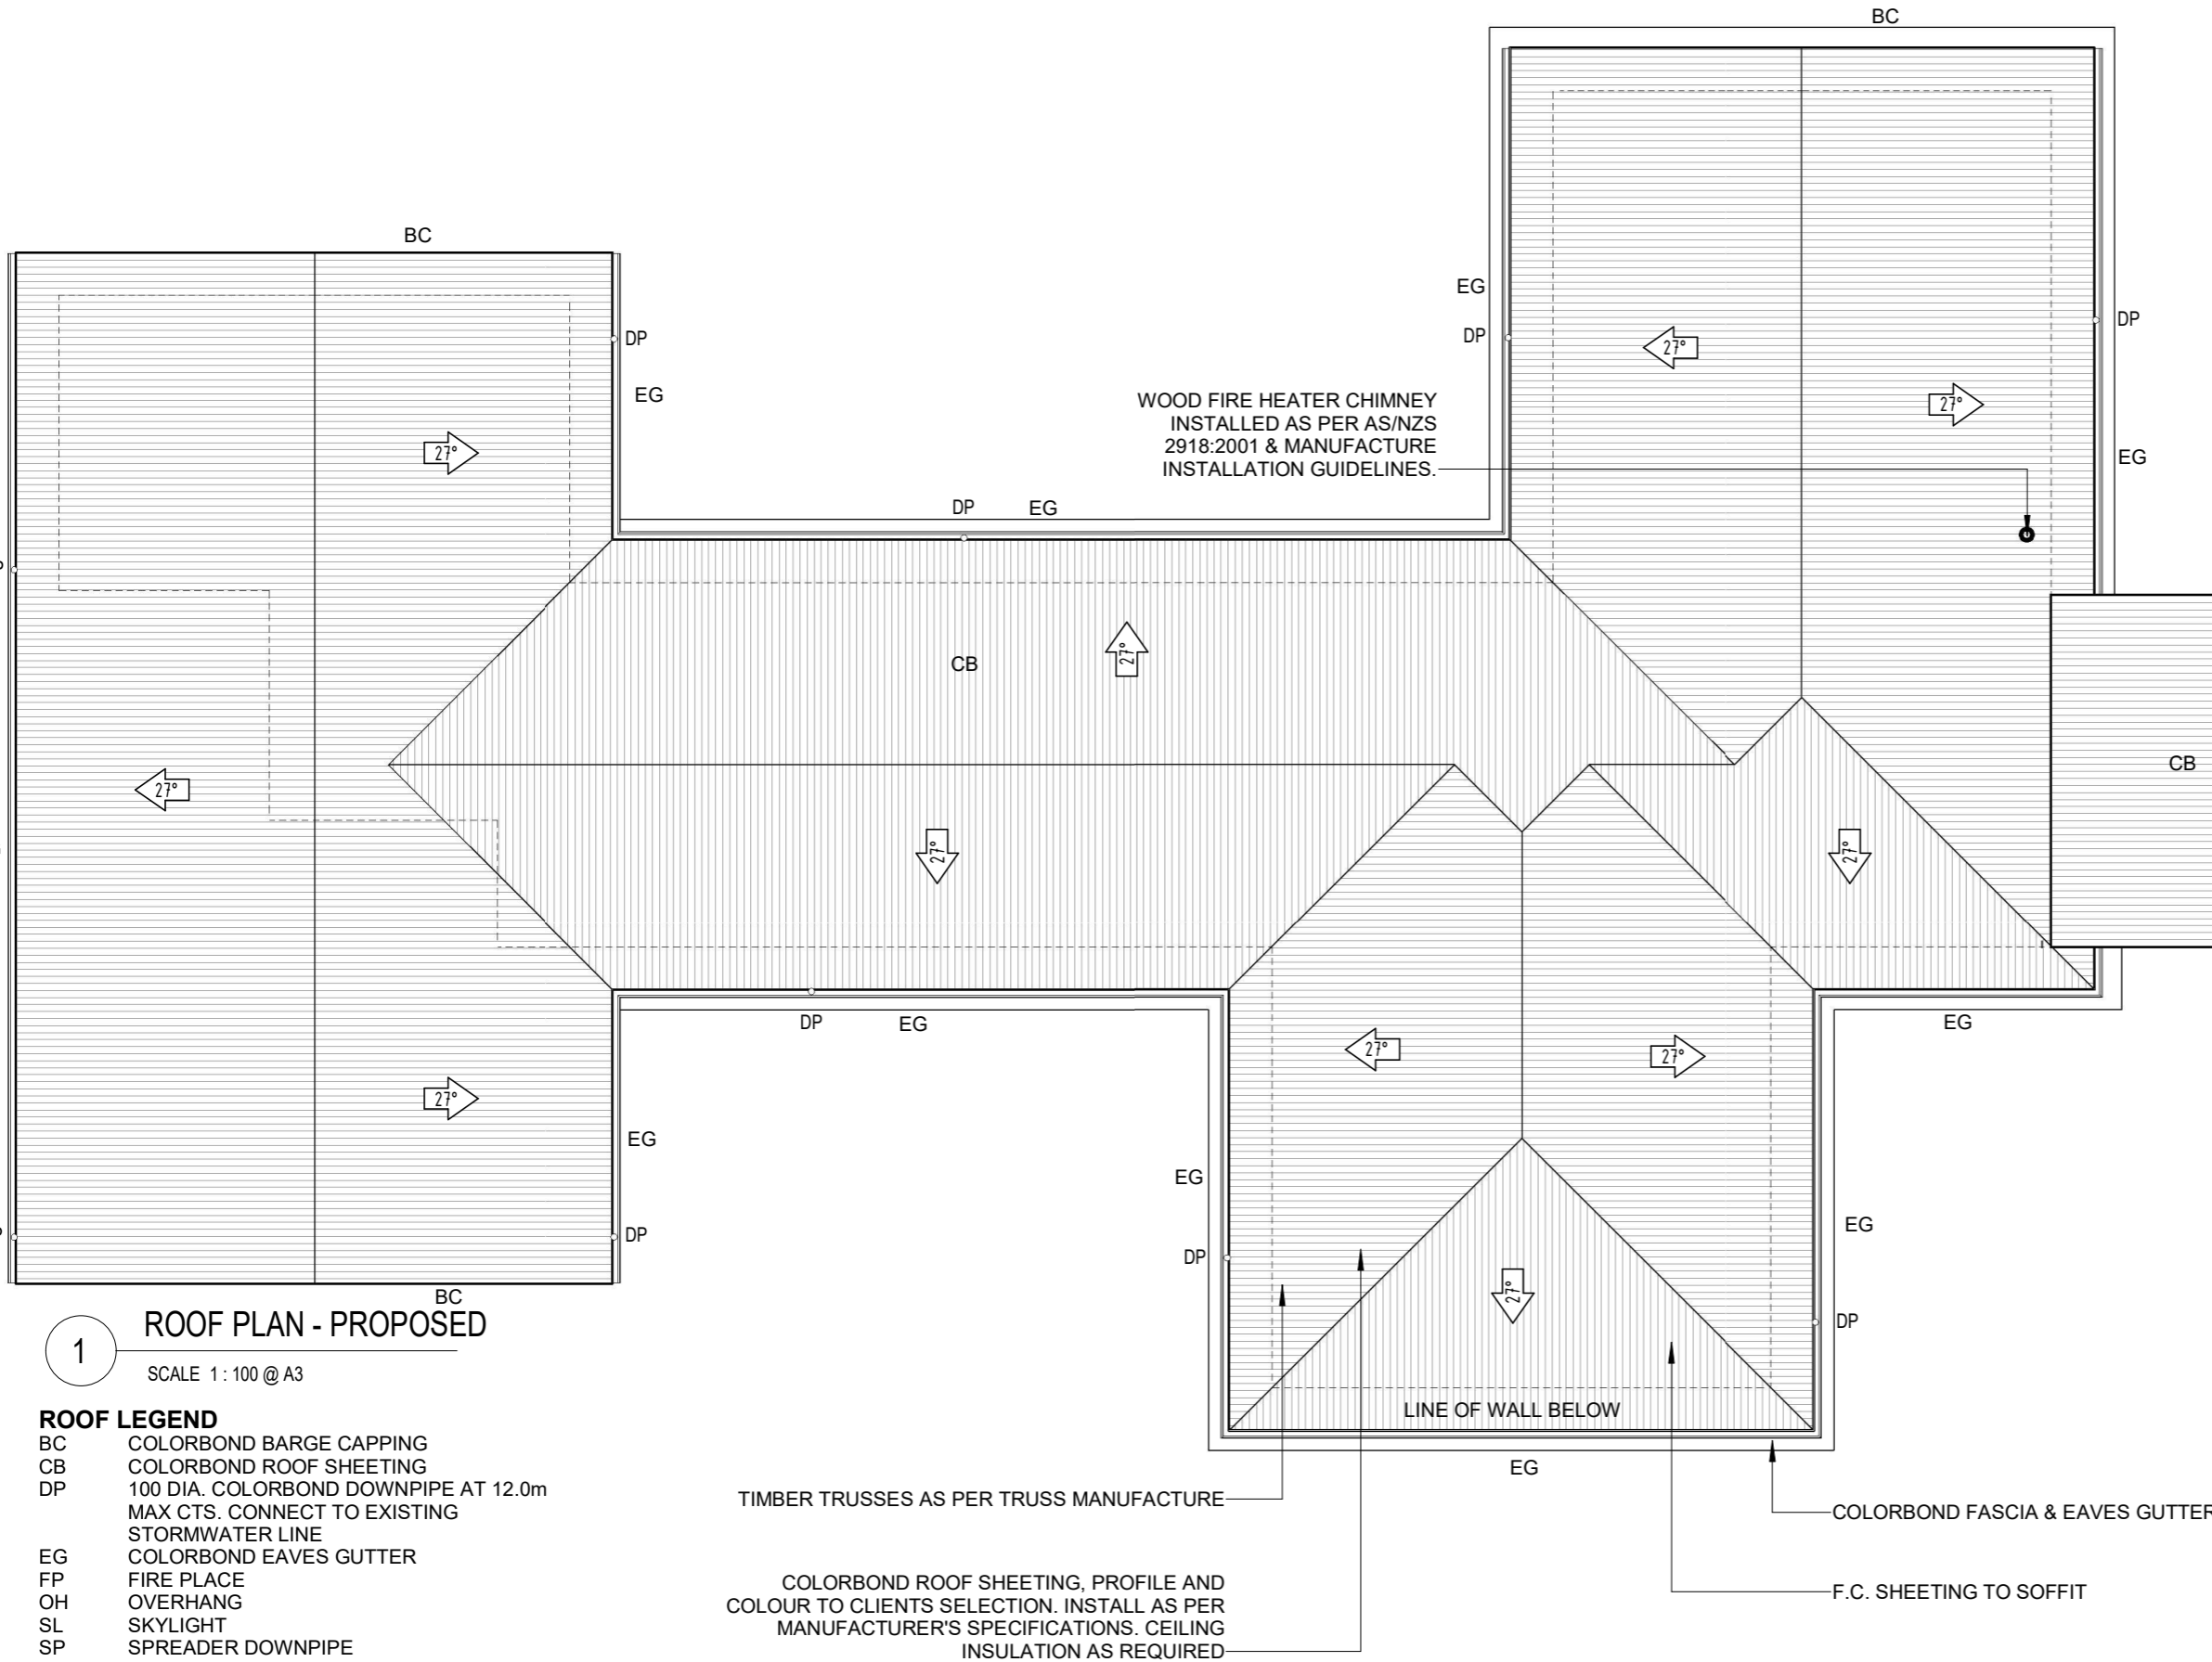 BC
BC
EG
DP
DP
DP
EG
27°
27°
27°
EG
WOOD FIRE HEATER CHIMNEY
INSTALLED AS PER AS/NZS
2918:2001 & MANUFACTURE
INSTALLATION GUIDELINES.
DP EG
CB
27°
CB
27°
27°
27°
DP EG
EG
27°
27°
27°
EG
EG
EG
DP
DP
27°
DP
BC
LINE OF WALL BELOW
EG
1
ROOF PLAN - PROPOSED
SCALE 1 : 100 @ A3
ROOF LEGEND
BC COLORBOND BARGE CAPPING
CB COLORBOND ROOF SHEETING
DP 100 DIA. COLORBOND DOWNPIPE AT 12.0m
MAX CTS. CONNECT TO EXISTING
STORMWATER LINE
EG COLORBOND EAVES GUTTER
FP FIRE PLACE
OH OVERHANG
SL SKYLIGHT
SP SPREADER DOWNPIPE
TIMBER TRUSSES AS PER TRUSS MANUFACTURE
COLORBOND ROOF SHEETING, PROFILE AND
COLOUR TO CLIENTS SELECTION. INSTALL AS PER
MANUFACTURER'S SPECIFICATIONS. CEILING
INSULATION AS REQUIRED
COLORBOND FASCIA & EAVES GUTTER
F.C. SHEETING TO SOFFIT